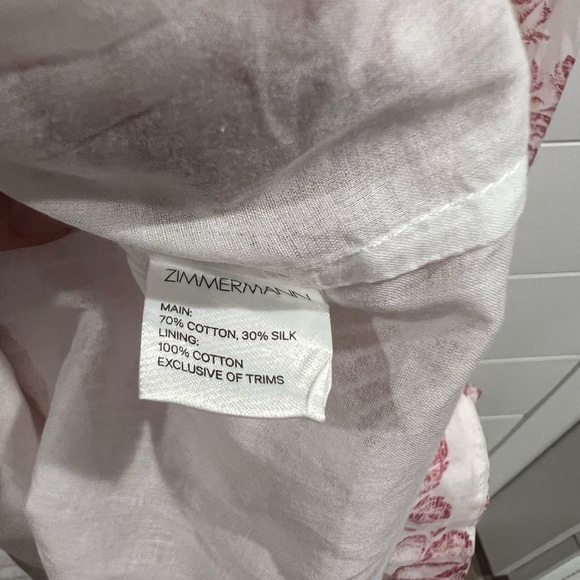 ZIMMERMANN
MAIN:
70% COTTON, 30% SILK
LINING:
100% COTTON
EXCLUSIVE OF TRIMS